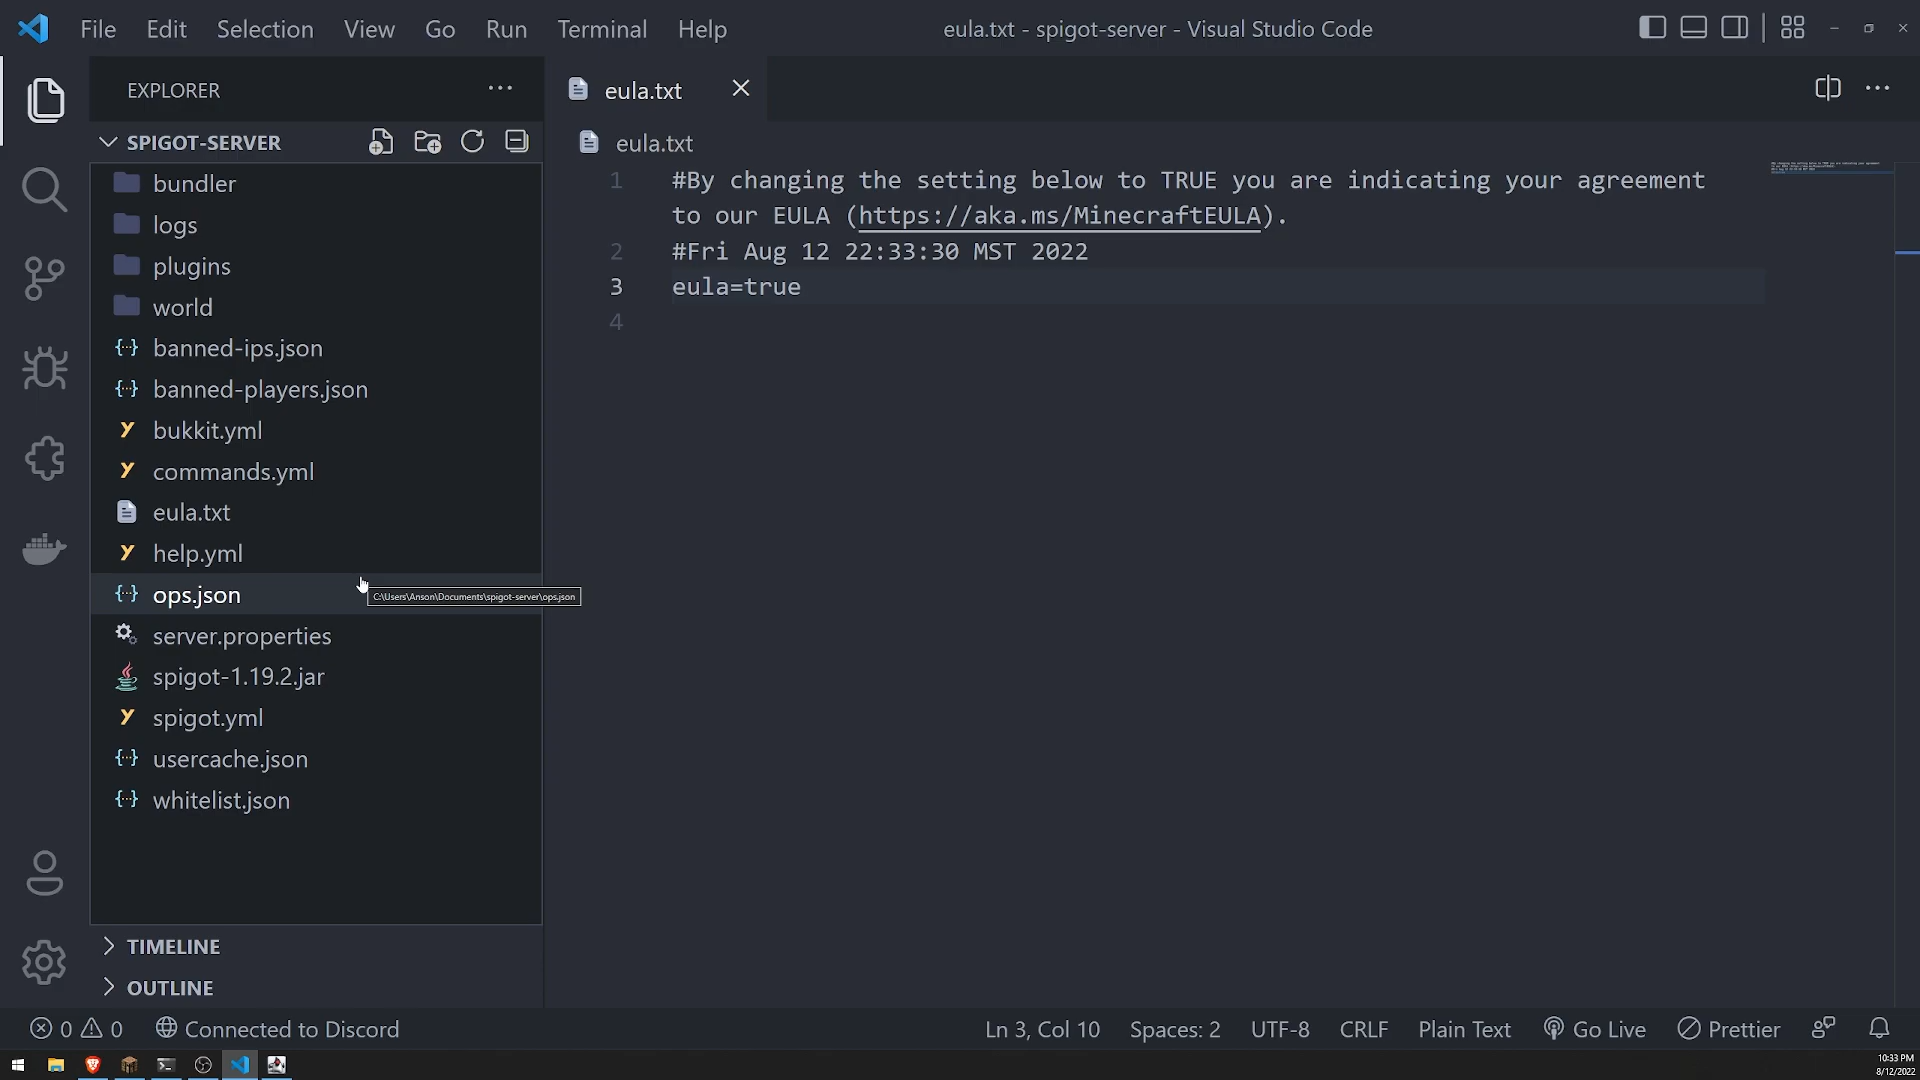 File Edit Selection View Go Run Terminal Help
eula.txt - spigot-server - Visual Studio Code
EXPLORER
SPIGOT-SERVER
bundler
logs
plugins
world
banned-ips.json
banned-players.json
bukkit.yml
commands.yml
eula.txt
help.yml
ops.json
C:\Users\Anson\Documents\spigot-server\ops.json
server.properties
spigot-1.19.2.jar
spigot.yml
usercache.json
whitelist.json
TIMELINE
OUTLINE
eula.txt
eula.txt
1 #By changing the setting below to TRUE you are indicating your agreement
to our EULA (https://aka.ms/MinecraftEULA).
2 #Fri Aug 12 22:33:30 MST 2022
3 eula=true
4
0 0 Connected to Discord Ln 3, Col 10 Spaces: 2 UTF-8 CRLF Plain Text Go Live Prettier
10:33 PM
8/12/2022